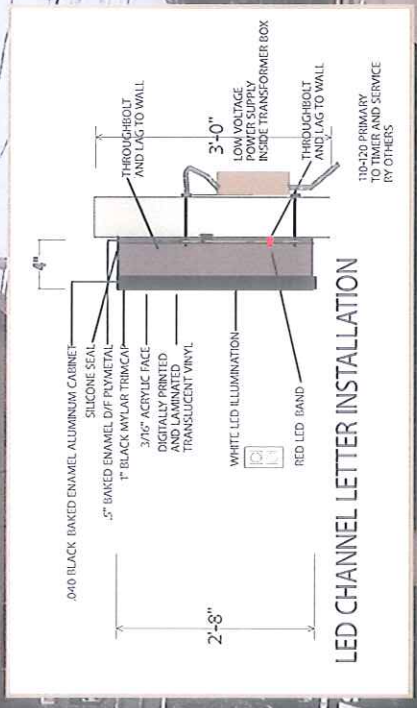 .040 BLACK BAKED ENAMEL ALUMINUM CABINET
SILICONE SEAL
.5" BAKED ENAMEL D/F PLYMETAL
1" BLACK MYLAR TRIMCAP
3/16" ACRYLIC FACE
DIGITALLY PRINTED
AND LAMINATED
TRANSLUCENT VINYL
WHITE LED ILLUMINATION
RED LED BAND
4"
THROUGHBOLT
AND LAG TO WALL
3'-0"
LOW VOLTAGE
POWER SUPPLY
INSIDE TRANSFORMER BOX
THROUGHBOLT
AND LAG TO WALL
110-120 PRIMARY
TO TIMER AND SERVICE
BY OTHERS
2'-8"
LED CHANNEL LETTER INSTALLATION